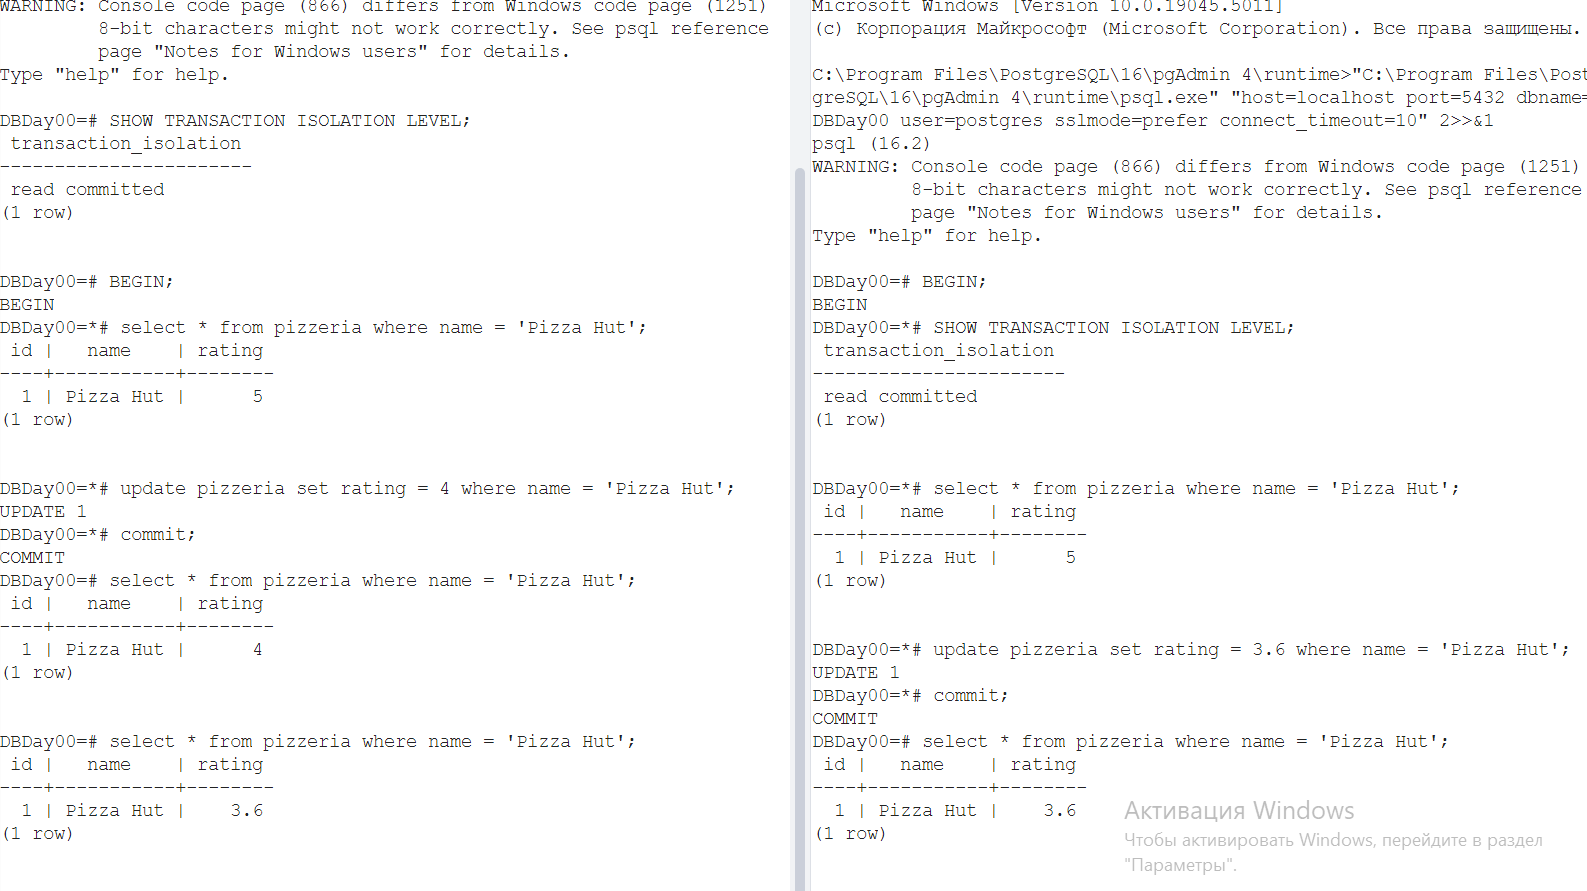 WARNING: Console code page (866) differs from Windows code page (1251)
         8-bit characters might not work correctly. See psql reference
         page "Notes for Windows users" for details.
Type "help" for help.

DBDay00=# SHOW TRANSACTION ISOLATION LEVEL;
 transaction_isolation
-----------------------
 read committed
(1 row)


DBDay00=# BEGIN;
BEGIN
DBDay00=*# select * from pizzeria where name = 'Pizza Hut';
 id |   name    | rating
----+-----------+--------
  1 | Pizza Hut |      5
(1 row)


DBDay00=*# update pizzeria set rating = 4 where name = 'Pizza Hut';
UPDATE 1
DBDay00=*# commit;
COMMIT
DBDay00=# select * from pizzeria where name = 'Pizza Hut';
 id |   name    | rating
----+-----------+--------
  1 | Pizza Hut |      4
(1 row)


DBDay00=# select * from pizzeria where name = 'Pizza Hut';
 id |   name    | rating
----+-----------+--------
  1 | Pizza Hut |    3.6
(1 row)

Microsoft Windows [Version 10.0.19045.5011]
(c) Корпорация Майкрософт (Microsoft Corporation). Все права защищены.

C:\Program Files\PostgreSQL\16\pgAdmin 4\runtime>"C:\Program Files\Post
greSQL\16\pgAdmin 4\runtime\psql.exe" "host=localhost port=5432 dbname=
DBDay00 user=postgres sslmode=prefer connect_timeout=10" 2>>&1
psql (16.2)
WARNING: Console code page (866) differs from Windows code page (1251)
         8-bit characters might not work correctly. See psql reference
         page "Notes for Windows users" for details.
Type "help" for help.

DBDay00=# BEGIN;
BEGIN
DBDay00=*# SHOW TRANSACTION ISOLATION LEVEL;
 transaction_isolation
-----------------------
 read committed
(1 row)


DBDay00=*# select * from pizzeria where name = 'Pizza Hut';
 id |   name    | rating
----+-----------+--------
  1 | Pizza Hut |      5
(1 row)


DBDay00=*# update pizzeria set rating = 3.6 where name = 'Pizza Hut';
UPDATE 1
DBDay00=*# commit;
COMMIT
DBDay00=# select * from pizzeria where name = 'Pizza Hut';
 id |   name    | rating
----+-----------+--------
  1 | Pizza Hut |    3.6
(1 row)

Активация Windows
Чтобы активировать Windows, перейдите в раздел
"Параметры".